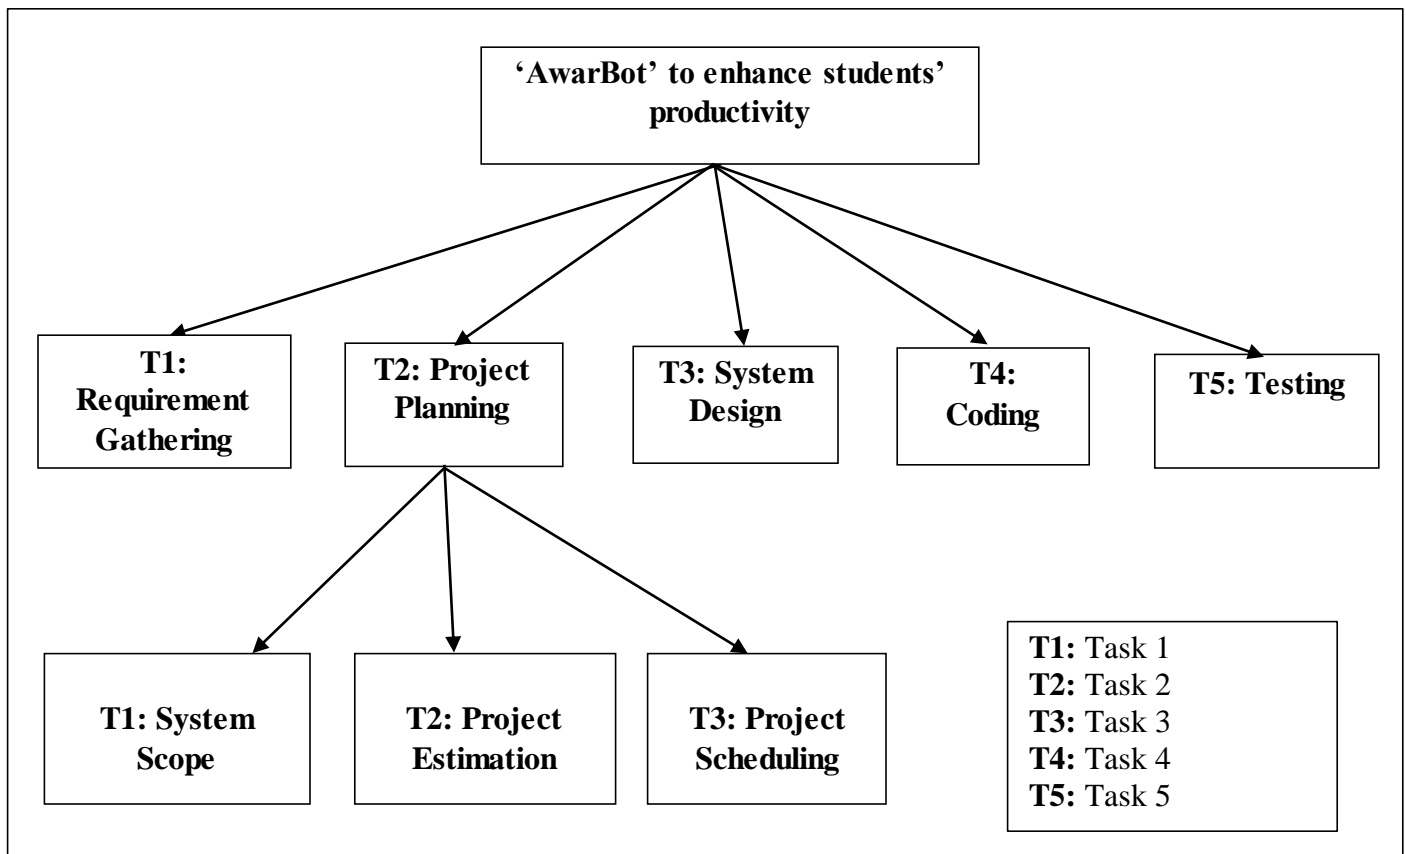 ‘AwarBot’ to enhance students’
productivity
T1:
Requirement
Gathering
T2: Project
Planning
T3: System
Design
T4:
Coding
T5: Testing
T1: System
Scope
T2: Project
Estimation
T3: Project
Scheduling
T1: Task 1
T2: Task 2
T3: Task 3
T4: Task 4
T5: Task 5